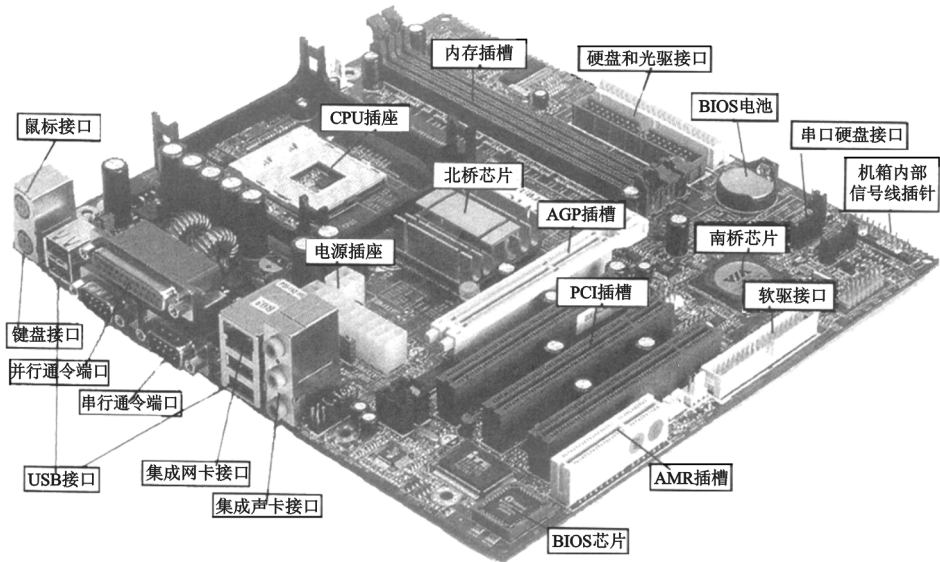 内存插槽
硬盘和光驱接口
BIOS电池
CPU插座
鼠标接口
串口硬盘接口
机箱内部
信号线插针
北桥芯片
AGP插槽
南桥芯片
电源插座
PCI插槽
软驱接口
键盘接口
并行通令端口
串行通令端口
USB接口
集成网卡接口
集成声卡接口
AMR插槽
BIOS芯片